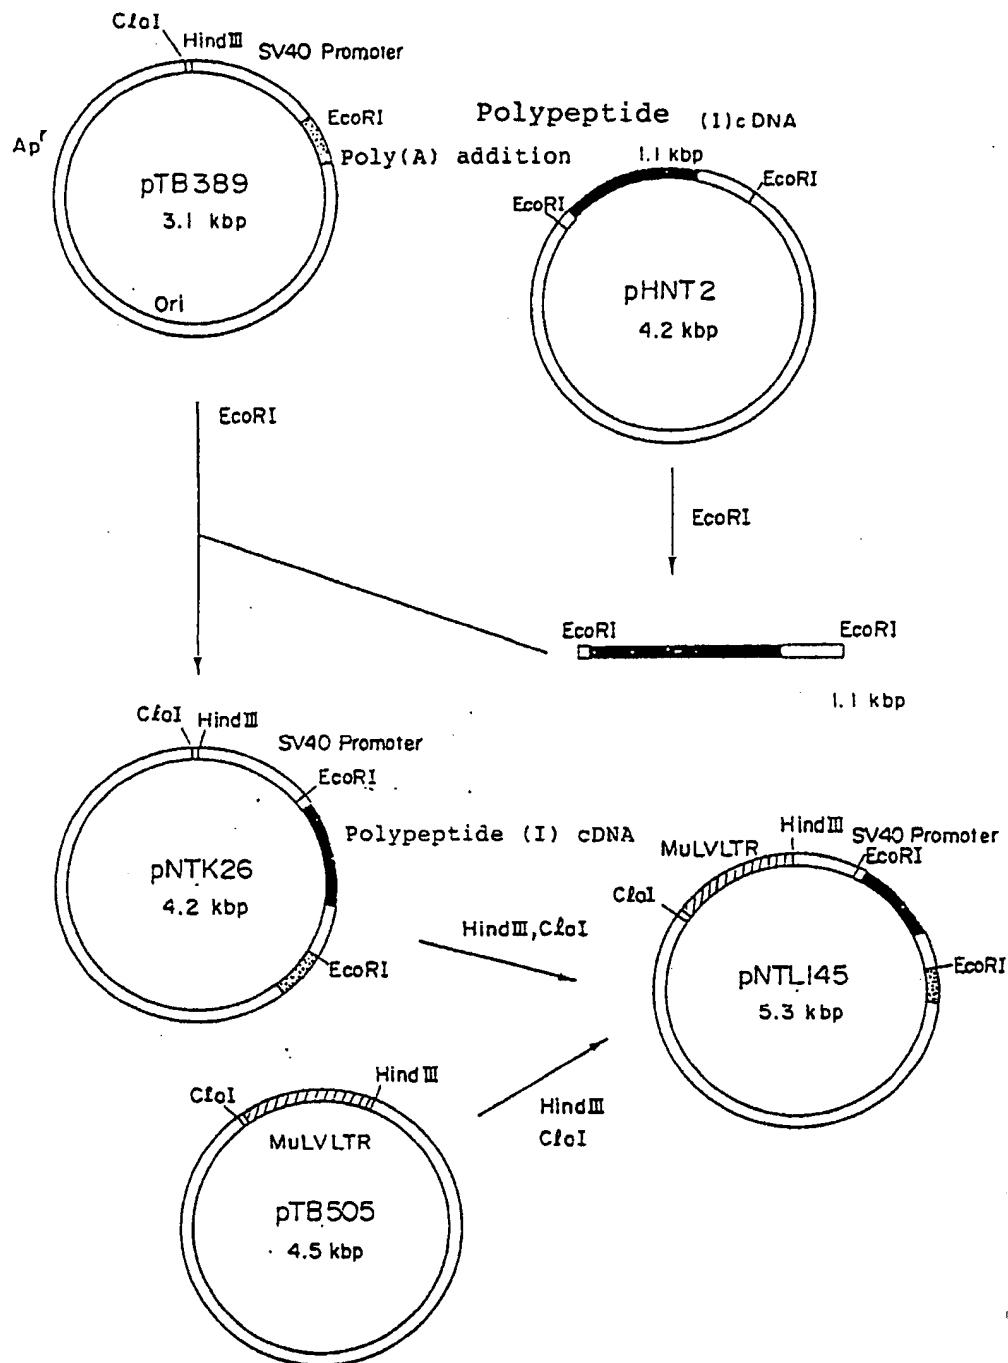 ClaI
HindIII
SV40 Promoter
EcoRI
Apʳ
Poly(A) addition
pTB389
3.1 kbp
Ori
Polypeptide (I)cDNA
1.1 kbp
EcoRI
EcoRI
pHNT2
4.2 kbp
EcoRI
EcoRI
EcoRI
EcoRI
1.1 kbp
ClaI
HindIII
SV40 Promoter
EcoRI
Polypeptide (I) cDNA
pNTK26
4.2 kbp
EcoRI
HindIII,ClaI
HindIII
SV40 Promoter
MuLVLTR
EcoRI
ClaI
pNTL145
5.3 kbp
EcoRI
ClaI
HindIII
MuLVLTR
HindIII
ClaI
pTB505
4.5 kbp